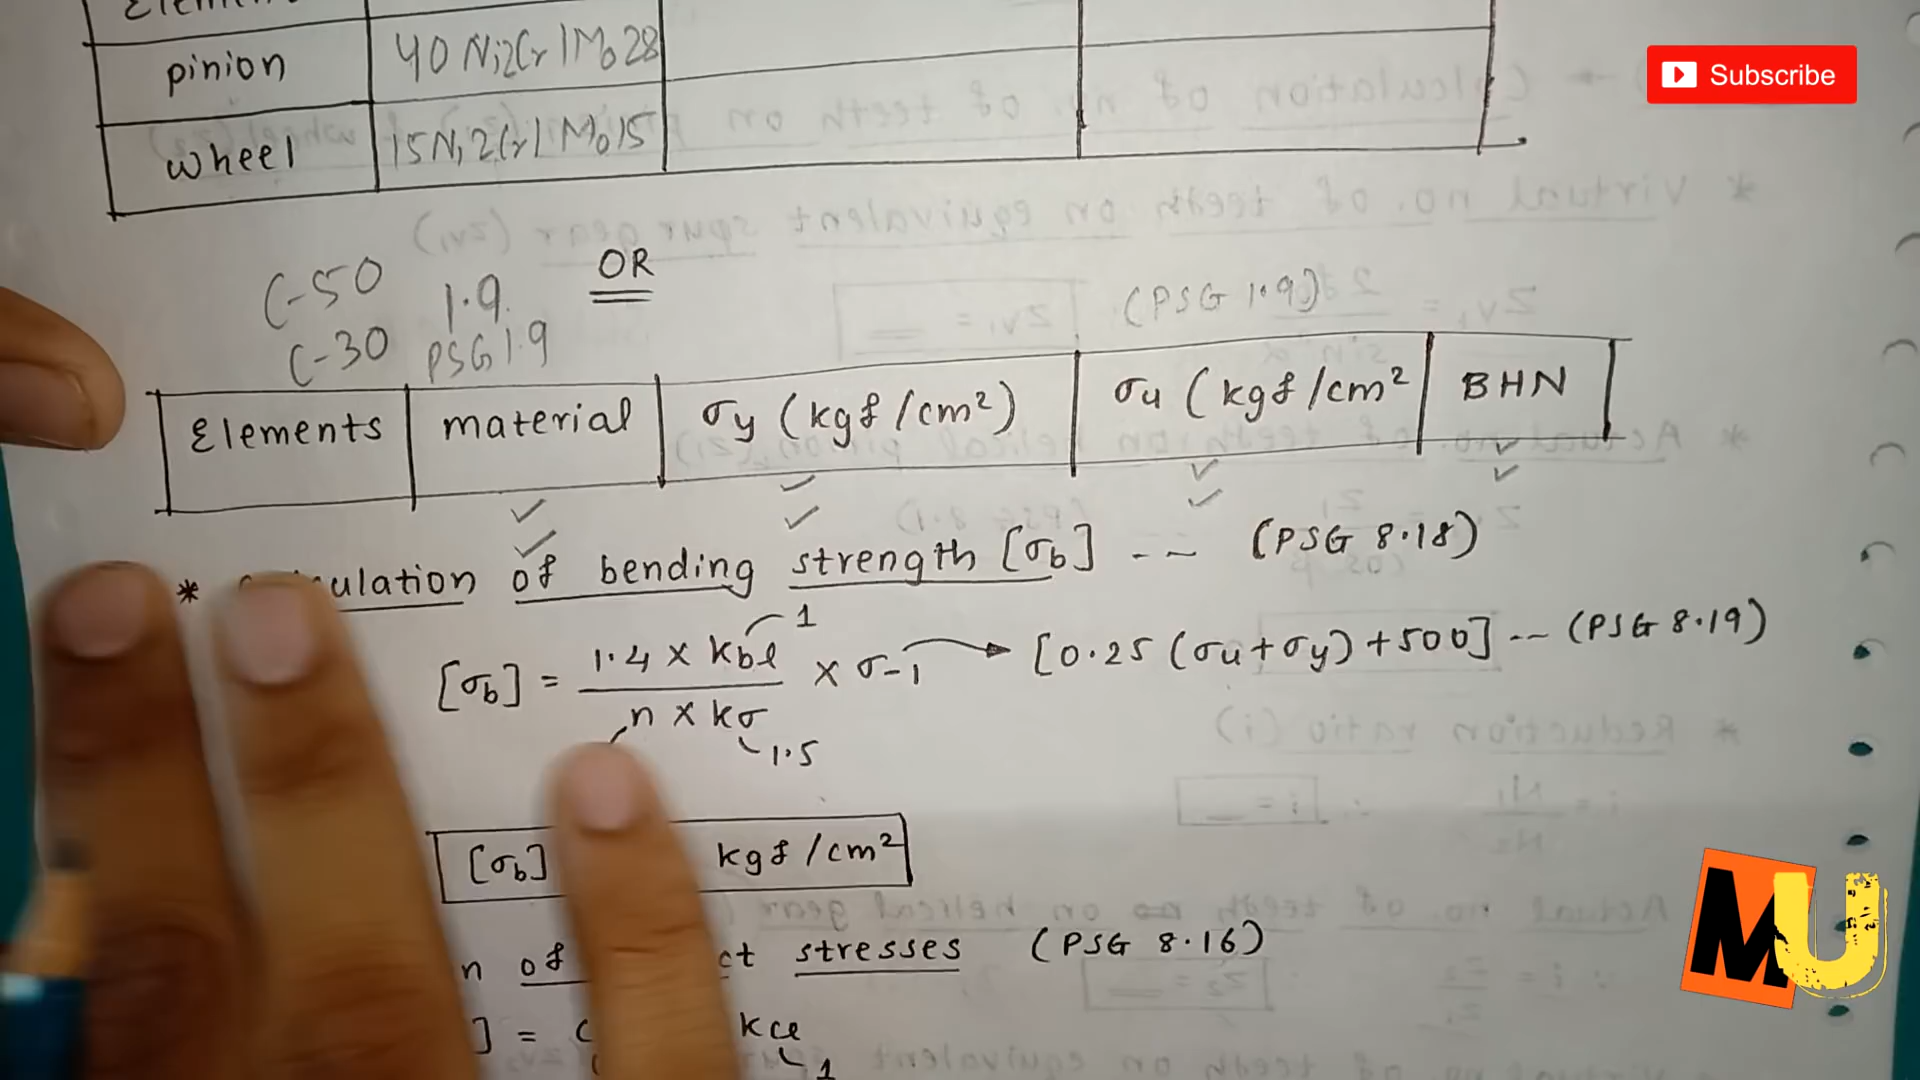 pinion 40 Ni2Cr1Mo28
wheel 15Ni2Cr1Mo15
Subscribe
C-50 1.9 OR
C-30 PSG 1.9 (PSG 1.9)
Elements material σy (kgf/cm²) σu (kgf/cm² BHN
* ulation of bending strength [σb] -- (PSG 8.18)
[σb] = 1.4 × kbl / n × kσ × σ-1 → [0.25 (σu+σy) +500] -- (PSG 8.19)
1
1.5
[σb] kgf/cm²
n of ct stresses (PSG 8.16)
] = C kcl
1
MU